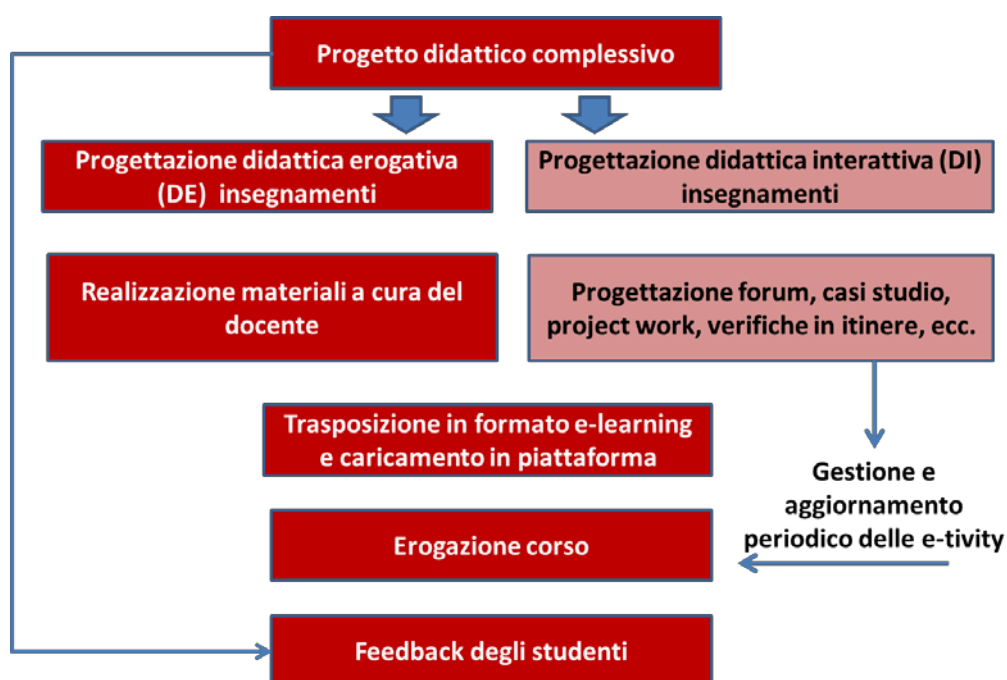 Progetto didattico complessivo
Progettazione didattica erogativa
(DE) insegnamenti
Progettazione didattica interattiva (DI)
insegnamenti
Realizzazione materiali a cura del
docente
Progettazione forum, casi studio,
project work, verifiche in itinere, ecc.
Trasposizione in formato e-learning
e caricamento in piattaforma
Gestione e
aggiornamento
periodico delle e-tivity
Erogazione corso
Feedback degli studenti